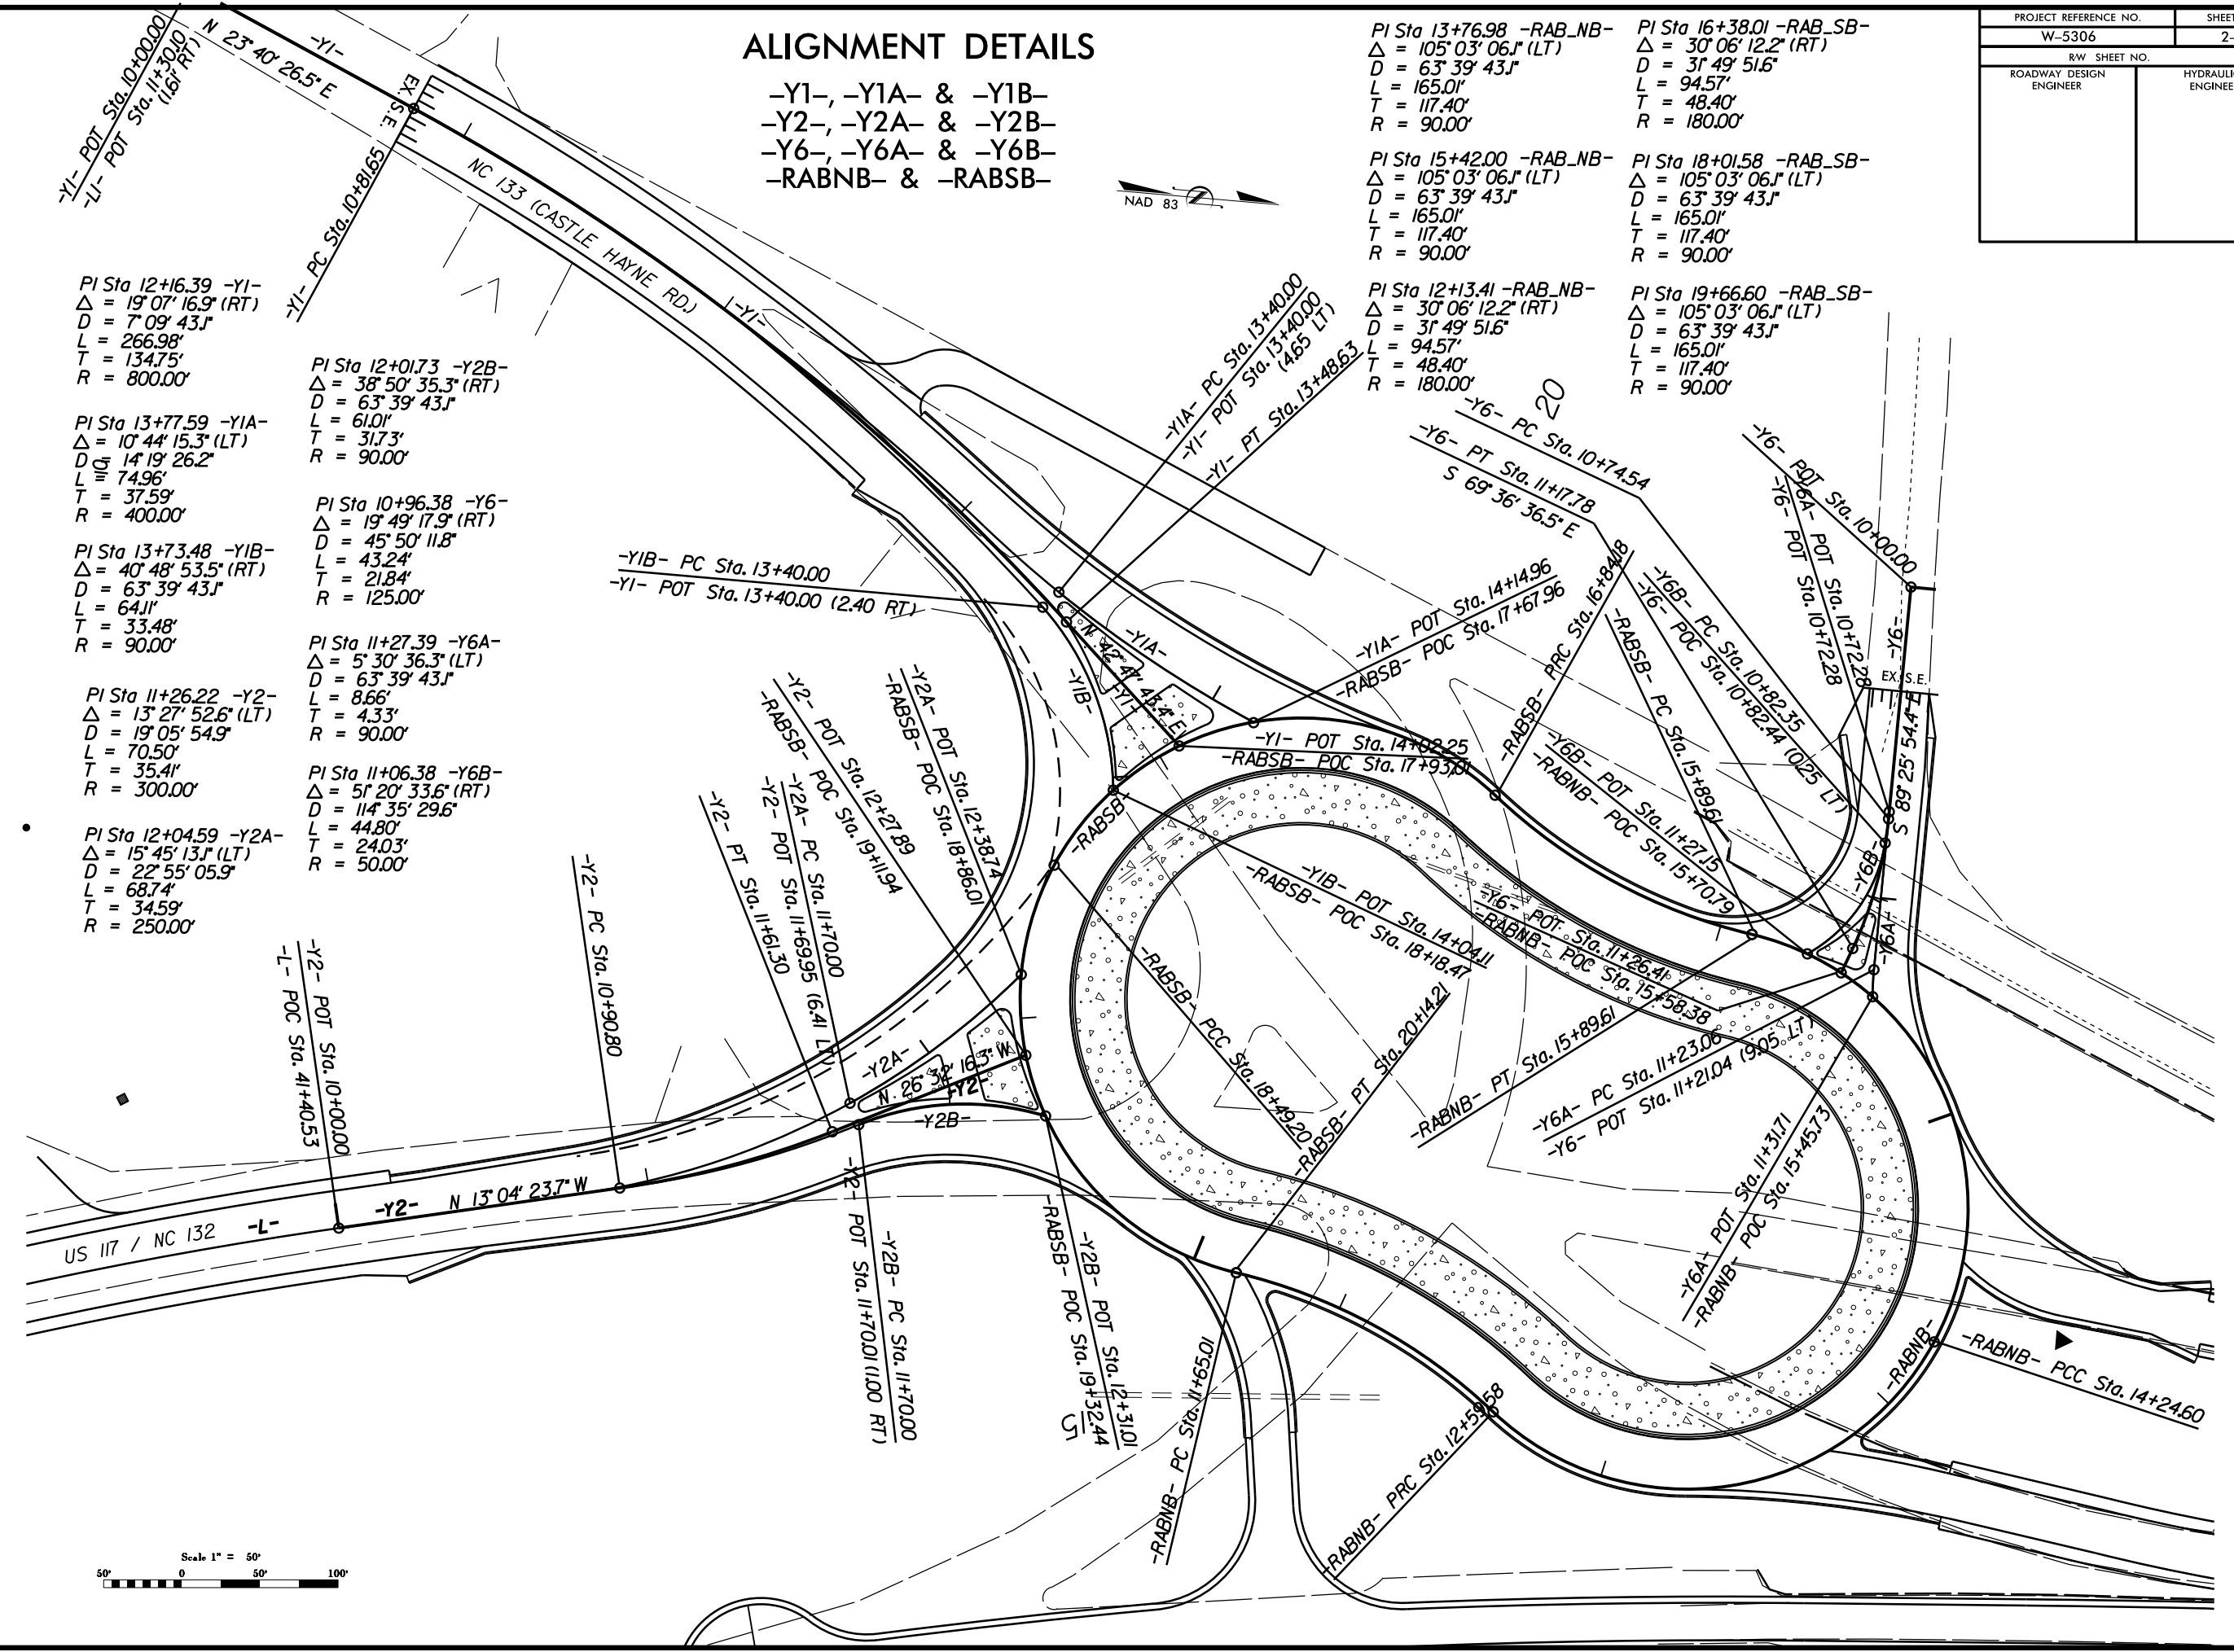 ALIGNMENT DETAILS
-Y1-, -Y1A- & -Y1B-
-Y2-, -Y2A- & -Y2B-
-Y6-, -Y6A- & -Y6B-
-RABNB- & -RABSB-
NAD 83
PROJECT REFERENCE NO.
SHEET
W-5306
2-
RW SHEET NO.
ROADWAY DESIGN
ENGINEER
HYDRAULI
ENGINEE
PI Sta 13+76.98 -RAB_NB-
Δ = 105° 03' 06.1" (LT)
D = 63° 39' 43.1"
L = 165.01'
T = 117.40'
R = 90.00'
PI Sta 16+38.01 -RAB_SB-
Δ = 30° 06' 12.2" (RT)
D = 31° 49' 51.6"
L = 94.57'
T = 48.40'
R = 180.00'
PI Sta 15+42.00 -RAB_NB-
Δ = 105° 03' 06.1" (LT)
D = 63° 39' 43.1"
L = 165.01'
T = 117.40'
R = 90.00'
PI Sta 18+01.58 -RAB_SB-
Δ = 105° 03' 06.1" (LT)
D = 63° 39' 43.1"
L = 165.01'
T = 117.40'
R = 90.00'
PI Sta 12+13.41 -RAB_NB-
Δ = 30° 06' 12.2" (RT)
D = 31° 49' 51.6"
L = 94.57'
T = 48.40'
R = 180.00'
PI Sta 19+66.60 -RAB_SB-
Δ = 105° 03' 06.1" (LT)
D = 63° 39' 43.1"
L = 165.01'
T = 117.40'
R = 90.00'
-Y1- POT Sta. 10+00.00
-L1- POT Sta. 11+30.10
(1.61' RT)
N 23° 40' 26.5" E
-Y1-
EX. S.E.
-Y1- PC Sta. 10+81.65
NC 133 (CASTLE HAYNE RD.)
-Y1-
PI Sta 12+16.39 -Y1-
Δ = 19° 07' 16.9" (RT)
D = 7° 09' 43.1"
L = 266.98'
T = 134.75'
R = 800.00'
PI Sta 13+77.59 -Y1A-
Δ = 10° 44' 15.3" (LT)
D = 14° 19' 26.2"
L = 74.96'
T = 37.59'
R = 400.00'
PI Sta 13+73.48 -Y1B-
Δ = 40° 48' 53.5" (RT)
D = 63° 39' 43.1"
L = 64.11'
T = 33.48'
R = 90.00'
PI Sta 11+26.22 -Y2-
Δ = 13° 27' 52.6" (LT)
D = 19° 05' 54.9"
L = 70.50'
T = 35.41'
R = 300.00'
PI Sta 12+04.59 -Y2A-
Δ = 15° 45' 13.1" (LT)
D = 22° 55' 05.9"
L = 68.74'
T = 34.59'
R = 250.00'
PI Sta 12+01.73 -Y2B-
Δ = 38° 50' 35.3" (RT)
D = 63° 39' 43.1"
L = 61.01'
T = 31.73'
R = 90.00'
PI Sta 10+96.38 -Y6-
Δ = 19° 49' 17.9" (RT)
D = 45° 50' 11.8"
L = 43.24'
T = 21.84'
R = 125.00'
PI Sta 11+27.39 -Y6A-
Δ = 5° 30' 36.3" (LT)
D = 63° 39' 43.1"
L = 8.66'
T = 4.33'
R = 90.00'
PI Sta 11+06.38 -Y6B-
Δ = 51° 20' 33.6" (RT)
D = 114° 35' 29.6"
L = 44.80'
T = 24.03'
R = 50.00'
-Y1A- PC Sta. 13+40.00
-Y1- POT Sta. 13+40.00
(4.65 LT)
-Y1- PT Sta. 13+48.63
-Y1B- PC Sta. 13+40.00
-Y1- POT Sta. 13+40.00 (2.40 RT)
20
-Y6- PC Sta. 10+74.54
-Y6- PT Sta. 11+17.78
S 69° 36' 36.5" E
-Y6- POT Sta. 10+00.00
-Y6A- POT Sta. 10+72.28
-Y6- POT Sta. 10+72.28
-Y6-
EX. S.E.
S 89° 25' 54.4" E
-Y6B- PC Sta. 10+82.35
-Y6- POC Sta. 10+82.44 (0.25 LT)
-Y1A- POT Sta. 14+14.96
-RABSB- POC Sta. 17+67.96
-RABSB- PRC Sta. 16+84.18
-RABSB- PC Sta. 15+89.61
-Y6B- POT Sta. 11+27.15
-RABNB- POC Sta. 15+70.79
-Y1A-
N 42° 47' 43.4" E
-Y1-
-Y1B-
-Y1- POT Sta. 14+02.25
-RABSB- POC Sta. 17+93.01
-RABSB-
-Y1B- POT Sta. 14+04.11
-RABSB- POC Sta. 18+18.47
-Y6- POT Sta. 11+26.41
-RABNB- POC Sta. 15+58.38
-Y6B-
-Y6A-
-Y2- POT Sta. 12+27.89
-RABSB- POC Sta. 19+11.94
-Y2A- POT Sta. 12+38.74
-RABSB- POC Sta. 18+86.01
-Y2A- PC Sta. 11+70.00
-Y2- POT Sta. 11+69.95 (6.41 LT)
-Y2- PT Sta. 11+61.30
-Y2- PC Sta. 10+90.80
-Y2- POT Sta. 10+00.00
-L- POC Sta. 41+40.53
-RABSB- PCC Sta. 18+49.20
-RABSB- PT Sta. 20+14.21
-RABNB- PT Sta. 15+89.61
-Y6A- PC Sta. 11+23.06
-Y6- POT Sta. 11+21.04 (9.05 LT)
-Y6A- POT Sta. 11+31.71
-RABNB- POC Sta. 15+45.73
-Y2A-
N 26° 32' 16.3" W
-Y2-
-Y2B-
US 117 / NC 132
-L-
-Y2-
N 13° 04' 23.7" W
-Y2B- PC Sta. 11+70.00
-Y2- POT Sta. 11+70.01 (1.00 RT)
-Y2B- POT Sta. 12+31.01
-RABSB- POC Sta. 19+32.44
-RABNB- PC Sta. 11+65.01
-RABNB- PRC Sta. 12+59.58
-RABNB-
-RABNB- PCC Sta. 14+24.60
Scale 1" = 50'
50' 0 50' 100'